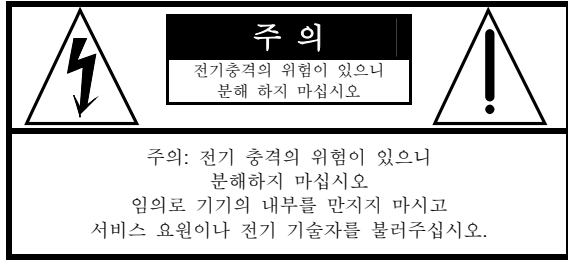 주 의
전기충격의 위험이 있으니
분해 하지 마십시오
주의: 전기 충격의 위험이 있으니
분해하지 마십시오
임의로 기기의 내부를 만지지 마시고
서비스 요원이나 전기 기술자를 불러주십시오.